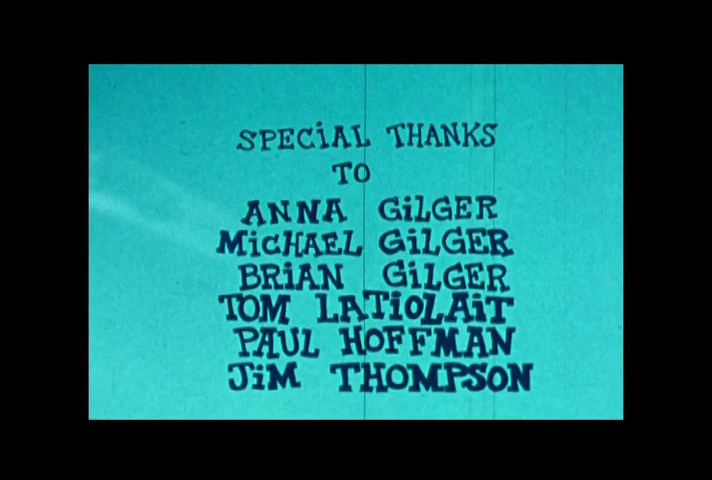 SPECiAL THANKS
TO
ANNA GiLGER
MiCHAEL GiLGER
BRiAN GiLGER
TOM LATiOLAiT
PAUL HOFFMAN
JiM THOMPSON